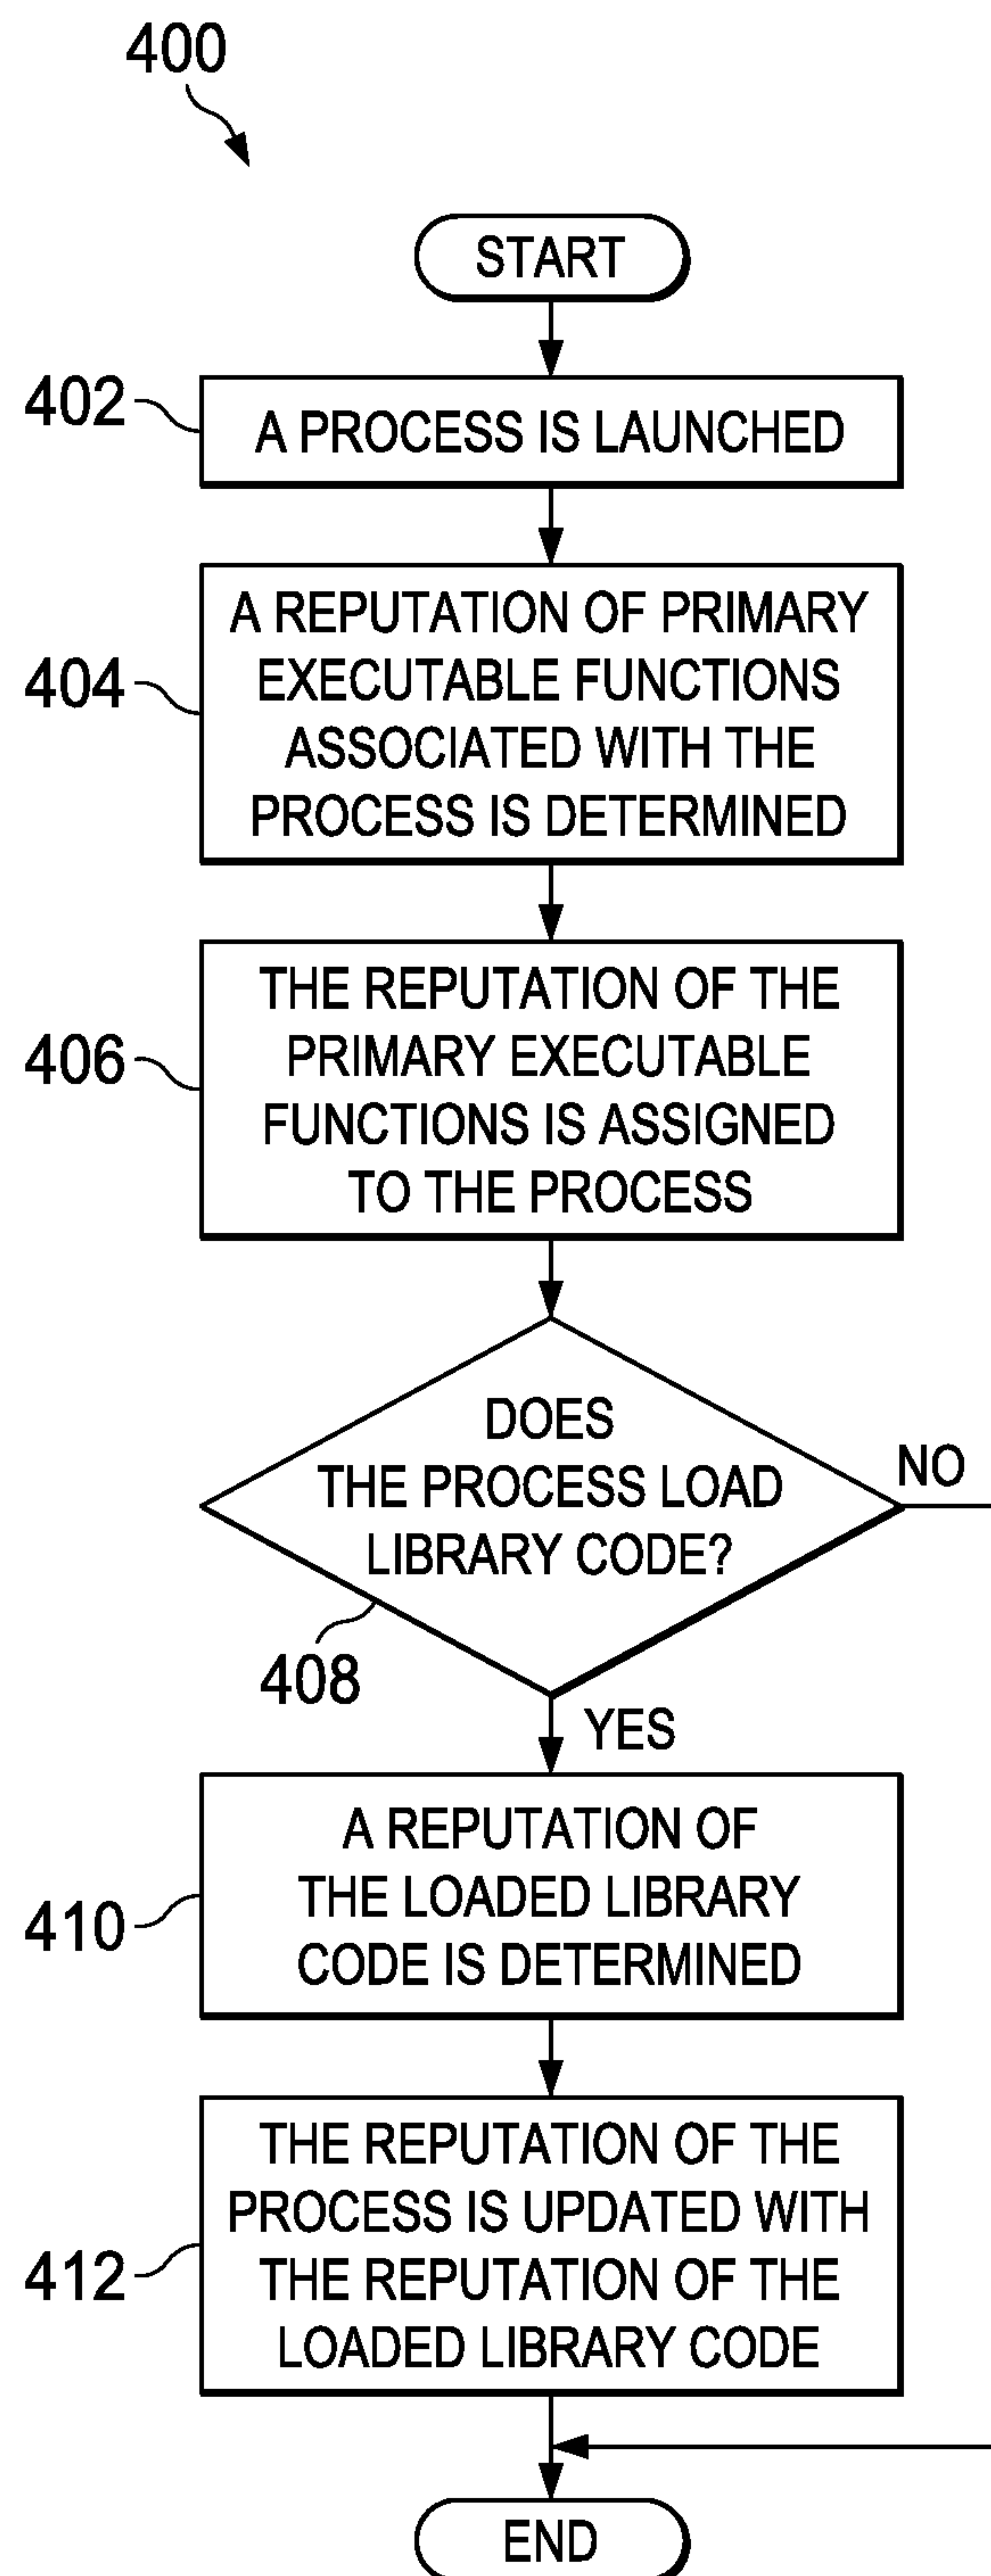 400
START
402
A PROCESS IS LAUNCHED
404
A REPUTATION OF PRIMARY
EXECUTABLE FUNCTIONS
ASSOCIATED WITH THE
PROCESS IS DETERMINED
406
THE REPUTATION OF THE
PRIMARY EXECUTABLE
FUNCTIONS IS ASSIGNED
TO THE PROCESS
DOES
THE PROCESS LOAD
LIBRARY CODE?
NO
408
YES
410
A REPUTATION OF
THE LOADED LIBRARY
CODE IS DETERMINED
412
THE REPUTATION OF THE
PROCESS IS UPDATED WITH
THE REPUTATION OF THE
LOADED LIBRARY CODE
END